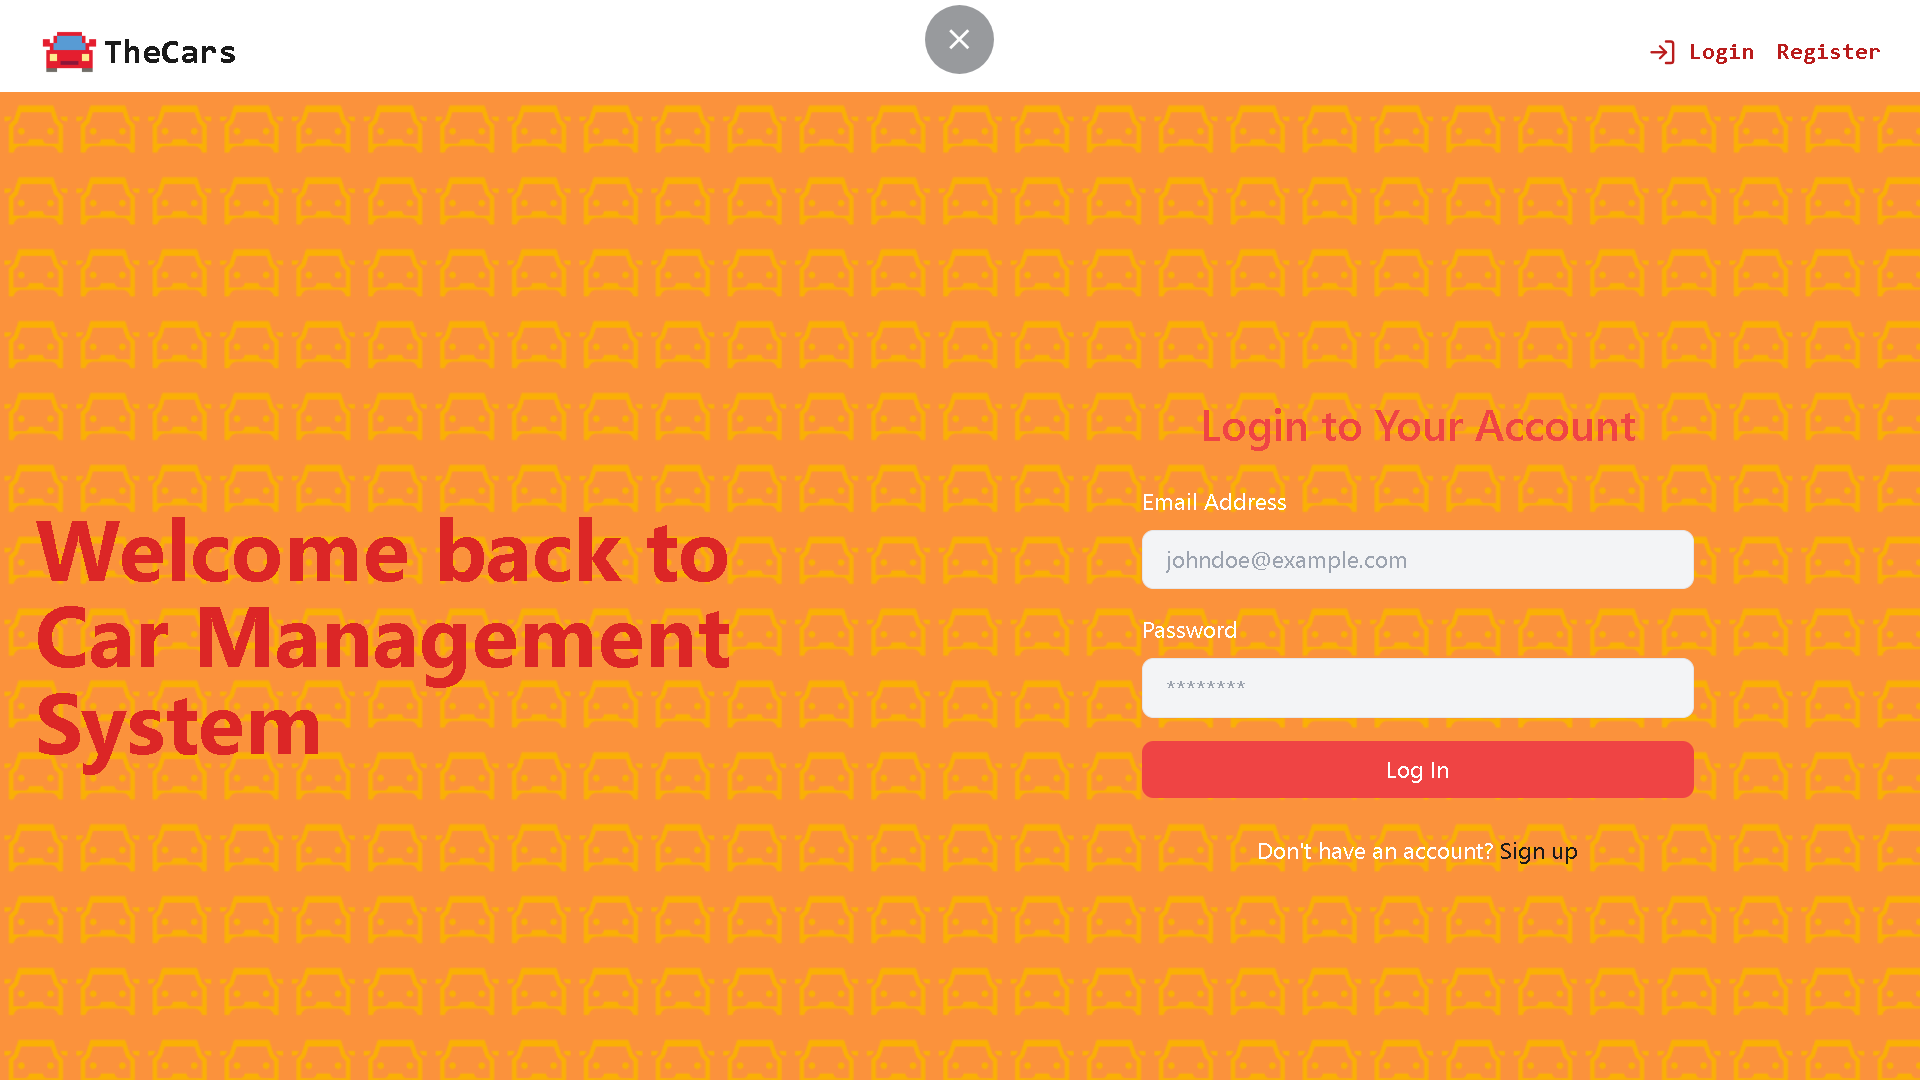 TheCars
Login Register
Welcome back to
Car Management
System
Login to Your Account
Email Address
johndoe@example.com
Password
********
Log In
Don't have an account? Sign up